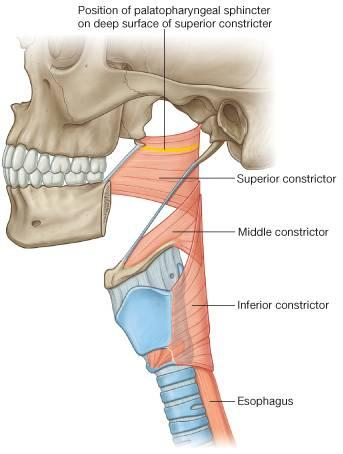 Position of palatopharyngeal sphincter
on deep surface of superior constricter
Superior constrictor
Middle constrictor
Inferior constrictor
Esophagus